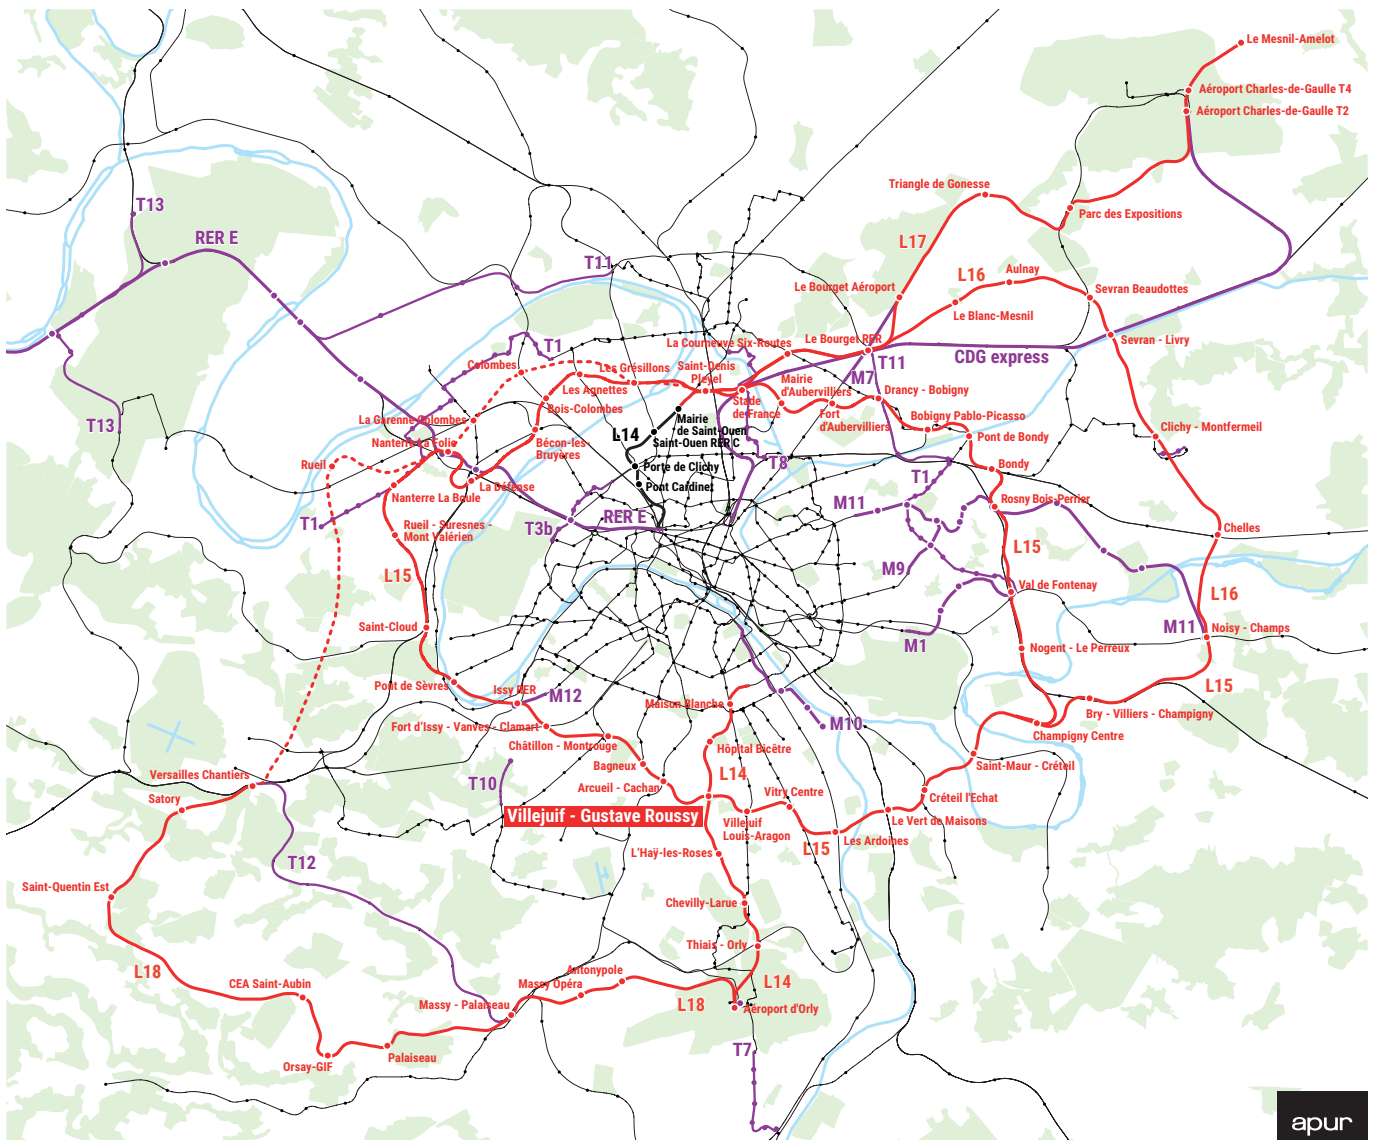 Le Mesnil-Amelot
Aéroport Charles-de-Gaulle T4
Aéroport Charles-de-Gaulle T2
Triangle de Gonesse
T13
Parc des Expositions
RER E
L17
T11
L16
Aulnay
Le Bourget Aéroport
Sevran Beaudottes
Le Blanc-Mesnil
La Courneuve Six-Routes
Le Bourget RER
Sevran - Livry
T1
CDG express
T11
Colombes
Les Grésillons
Saint-Denis
Pleyel
M7
Mairie
d'Aubervilliers
Les Agnettes
Drancy - Bobigny
Stade
de France
Bois-Colombes
Fort
d'Aubervilliers
Bobigny Pablo-Picasso
La Garenne-Colombes
T13
Mairie
de Saint-Ouen
L14
Saint-Ouen RER C
Clichy - Montfermeil
Pont de Bondy
Nanterre La Folie
Bécon-les-
Bruyères
Rueil
Porte de Clichy
T8
Bondy
La Défense
Pont Cardinet
T1
Nanterre La Boule
Rosny Bois-Perrier
M11
T1
RER E
T3b
Rueil - Suresnes -
Mont Valérien
Chelles
L15
M9
L15
Val de Fontenay
L16
Saint-Cloud
M11
Noisy - Champs
M1
Nogent - Le Perreux
Pont de Sèvres
Issy RER
M12
L15
Maison Blanche
Bry - Villiers - Champigny
Fort d'Issy - Vanves - Clamart
M10
Champigny Centre
Châtillon - Montrouge
Hôpital Bicêtre
Bagneux
Saint-Maur - Créteil
Versailles Chantiers
L14
T10
Arcueil - Cachan
Vitry Centre
Créteil l'Echat
Satory
Villejuif - Gustave Roussy
Villejuif
Louis-Aragon
Le Vert de Maisons
L15
Les Ardoines
L'Haÿ-les-Roses
T12
Saint-Quentin Est
Chevilly-Larue
Thiais - Orly
L18
Antonypole
CEA Saint-Aubin
Massy Opéra
L14
Massy - Palaiseau
L18
Aéroport d'Orly
T7
Palaiseau
Orsay-GIF
apur